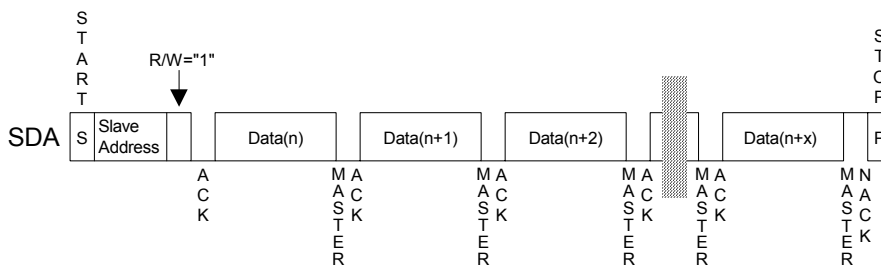 START
R/W="1"
STOP
SDA
S
Slave
Address
Data(n)
Data(n+1)
Data(n+2)
Data(n+x)
P
ACK
MASTER
ACK
MASTER
ACK
MASTER
ACK
MASTER
ACK
MASTER
NACK